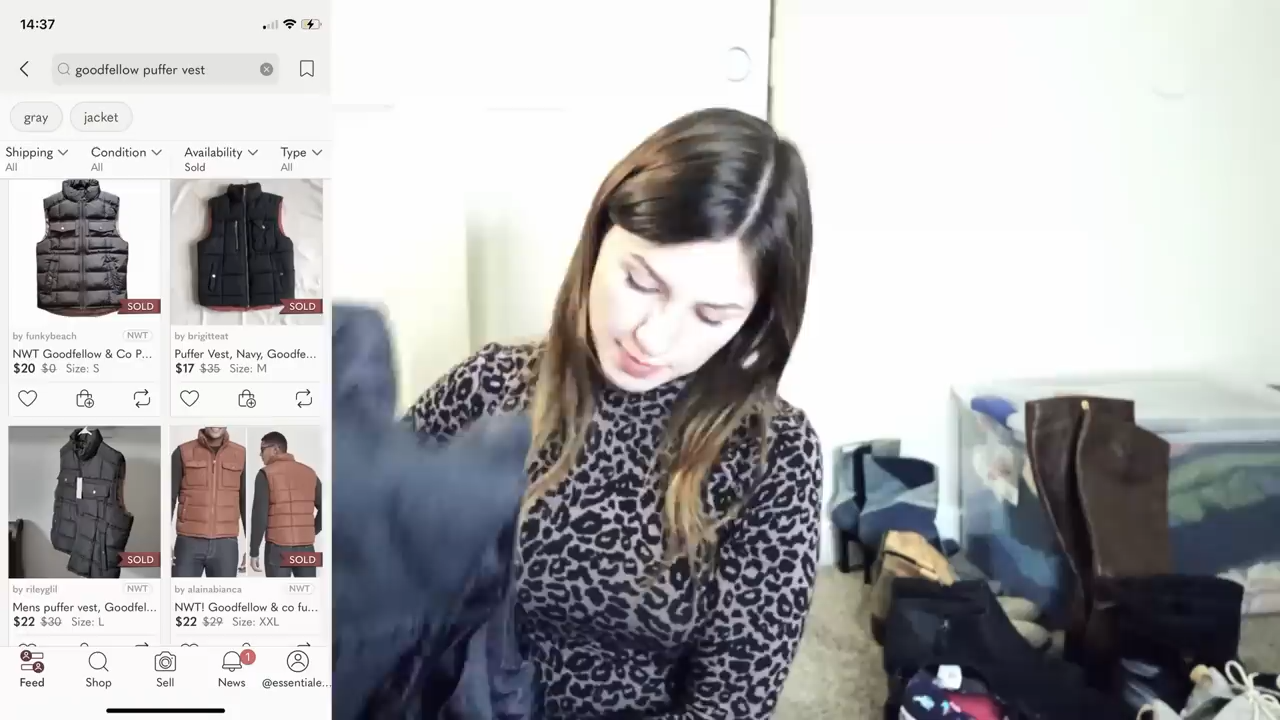 14:37
goodfellow puffer vest
gray jacket
Shipping Condition Availability Type
All All Sold All
SOLD SOLD
by funkybeach NWT by brigitteat
NWT Goodfellow & Co P... Puffer Vest, Navy, Goodfe...
$20 $0 Size: S $17 $35 Size: M
SOLD SOLD
by rileyglil NWT by alainabianca NWT
Mens puffer vest, Goodfel... NWT! Goodfellow & co fu...
$22 $30 Size: L $22 $29 Size: XXL
1
Feed Shop Sell News @essentiale...